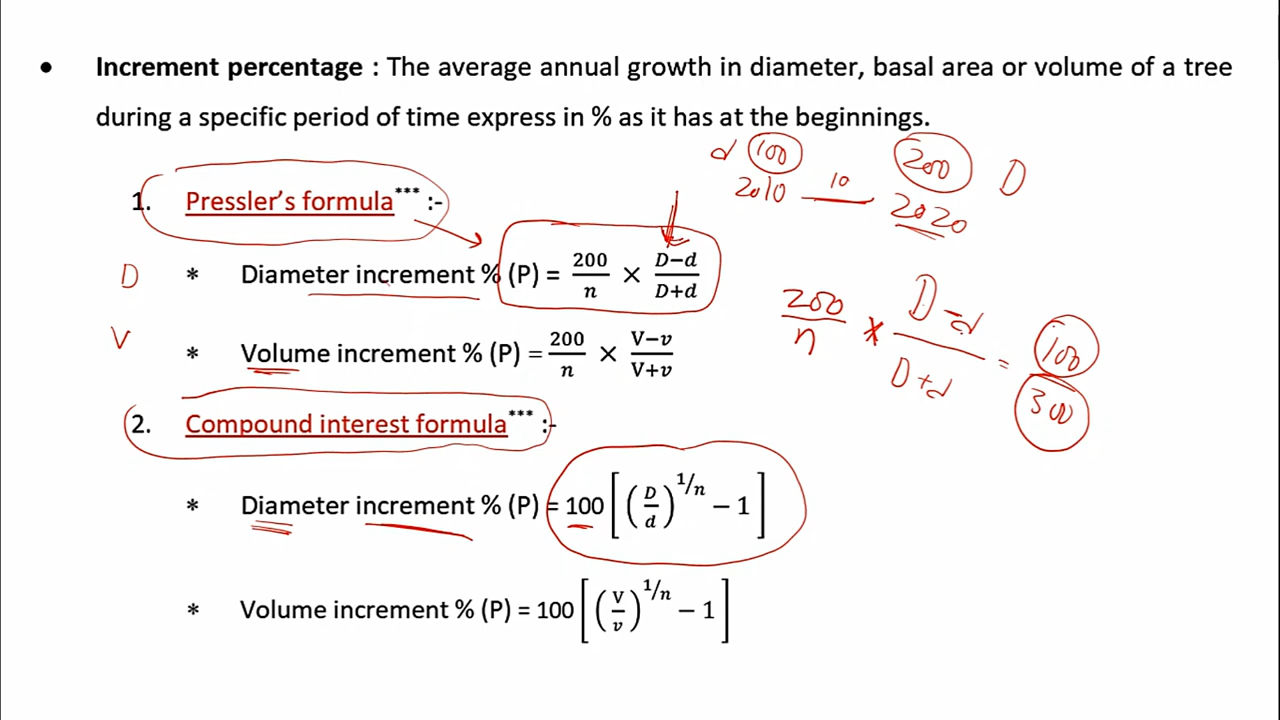 • Increment percentage : The average annual growth in diameter, basal area or volume of a tree
during a specific period of time express in % as it has at the beginnings.
d 100 200 D
2010 10 2020
1. Pressler’s formula*** :-
D * Diameter increment % (P) = 200/n × D−d/D+d
200/n * D-d/D+d = 100/300
V * Volume increment % (P) = 200/n × V−v/V+v
2. Compound interest formula*** :-
* Diameter increment % (P) = 100 [(D/d)^1/n − 1]
* Volume increment % (P) = 100 [(V/v)^1/n − 1]